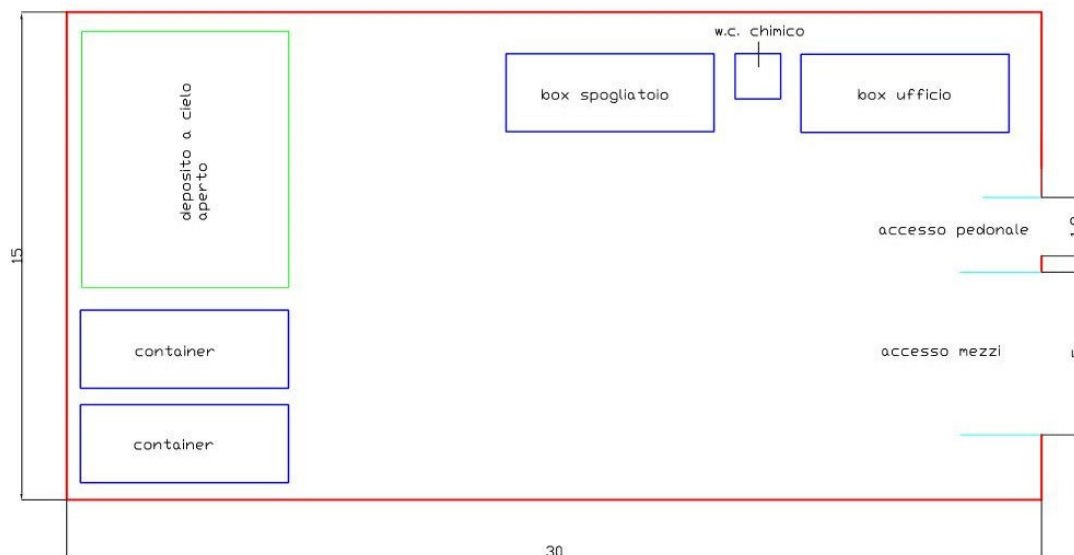 w.c. chimico
box spogliatoio
box ufficio
deposito a cielo
aperto
accesso pedonale
15
container
accesso mezzi
container
30